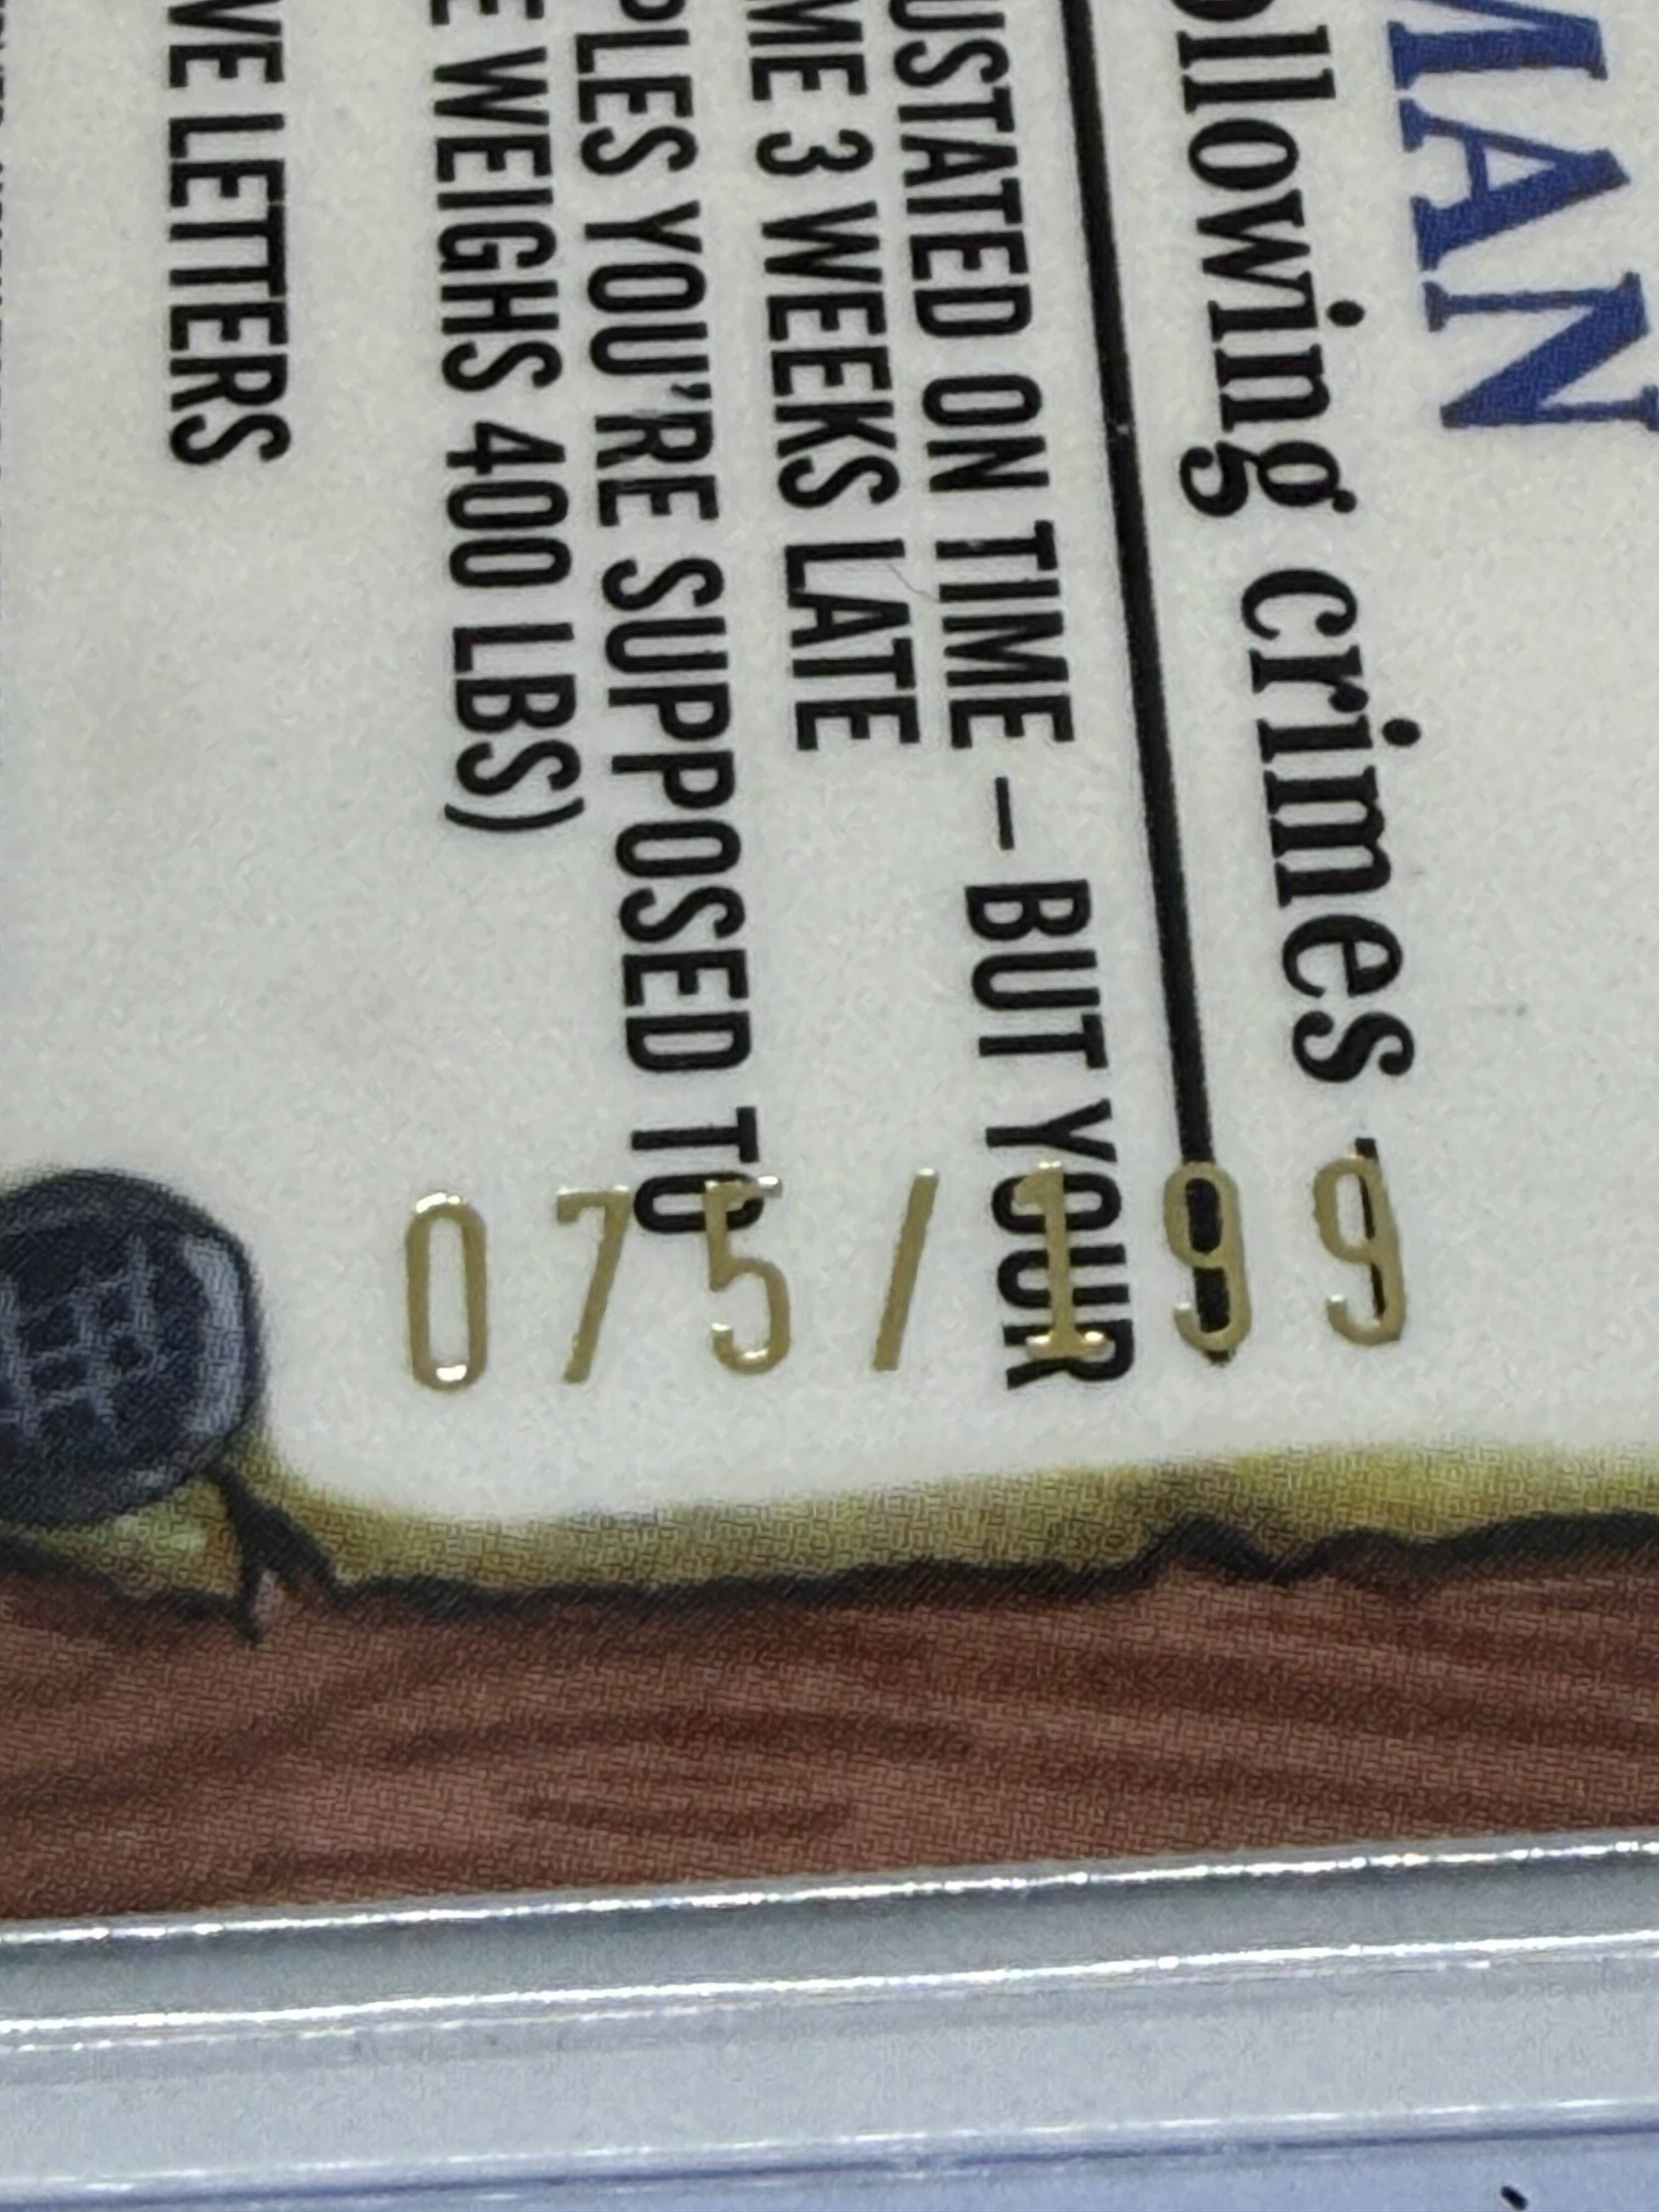 MAN
ollowing crimes
USTATED ON TIME – BUT YOUR
ME 3 WEEKS LATE
PLES YOU'RE SUPPOSED TO
E WEIGHS 400 LBS)
VE LETTERS
075/199